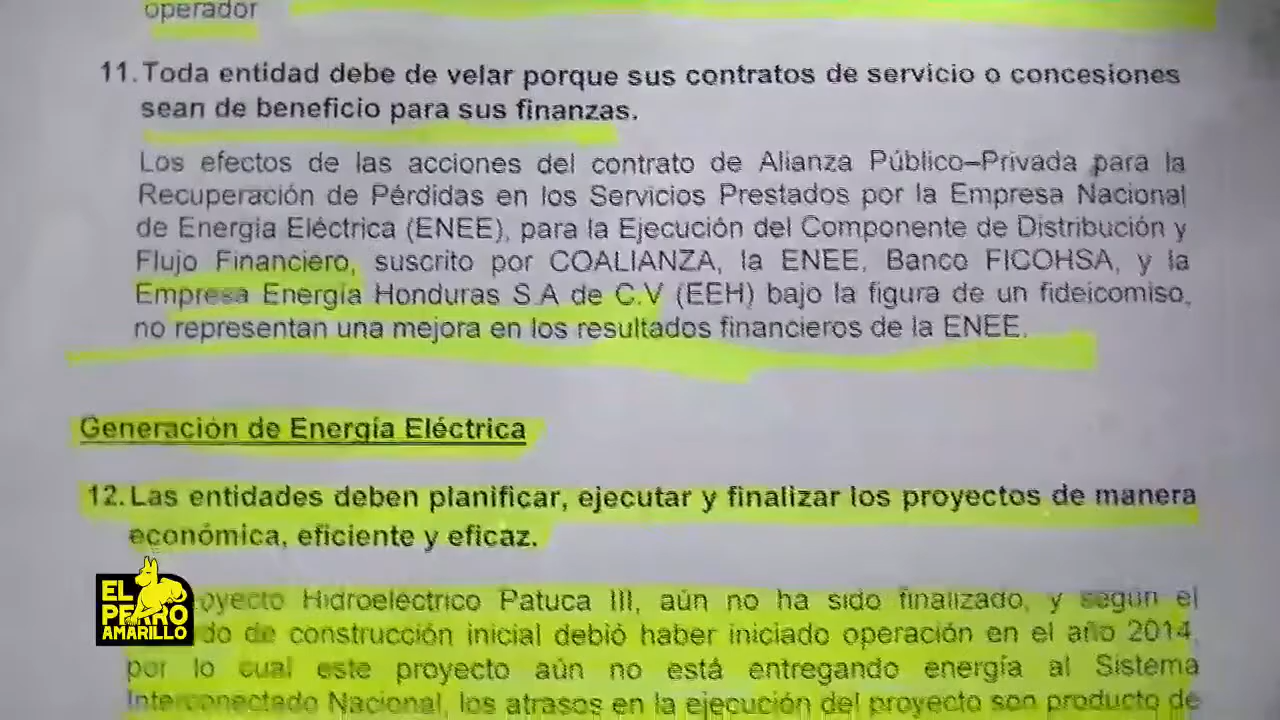 operador
11. Toda entidad debe de velar porque sus contratos de servicio o concesiones
sean de beneficio para sus finanzas.
Los efectos de las acciones del contrato de Alianza Público–Privada para la
Recuperación de Pérdidas en los Servicios Prestados por la Empresa Nacional
de Energía Eléctrica (ENEE), para la Ejecución del Componente de Distribución y
Flujo Financiero, suscrito por COALIANZA, la ENEE, Banco FICOHSA, y la
Empresa Energía Honduras S.A de C.V (EEH) bajo la figura de un fideicomiso,
no representan una mejora en los resultados financieros de la ENEE.
Generación de Energía Eléctrica
12. Las entidades deben planificar, ejecutar y finalizar los proyectos de manera
económica, eficiente y eficaz.
oyecto Hidroeléctrico Patuca III, aún no ha sido finalizado, y según el
do de construcción inicial debió haber iniciado operación en el año 2014,
por lo cual este proyecto aún no está entregando energía al Sistema
Interconectado Nacional, los atrasos en la ejecución del proyecto son producto de
EL
PERRO
AMARILLO